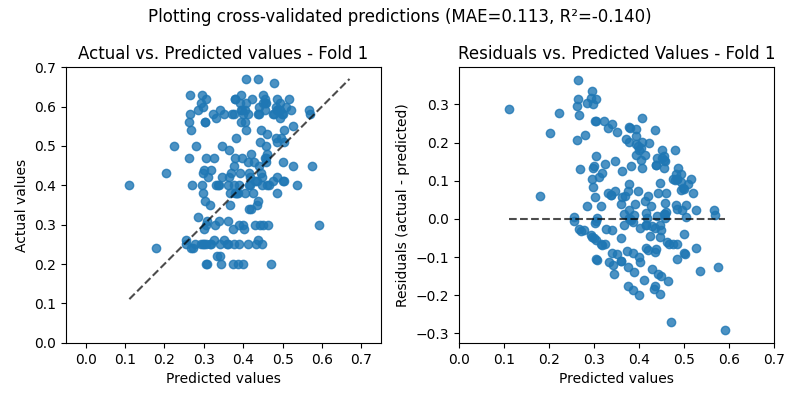 Plotting cross-validated predictions (MAE=0.113, R²=-0.140)
Actual vs. Predicted values - Fold 1
Residuals vs. Predicted Values - Fold 1
Actual values
0.7
0.6
0.5
0.4
0.3
0.2
0.1
0.0
0.0 0.1 0.2 0.3 0.4 0.5 0.6 0.7
Predicted values
Residuals (actual - predicted)
0.3
0.2
0.1
0.0
−0.1
−0.2
−0.3
0.0 0.1 0.2 0.3 0.4 0.5 0.6 0.7
Predicted values